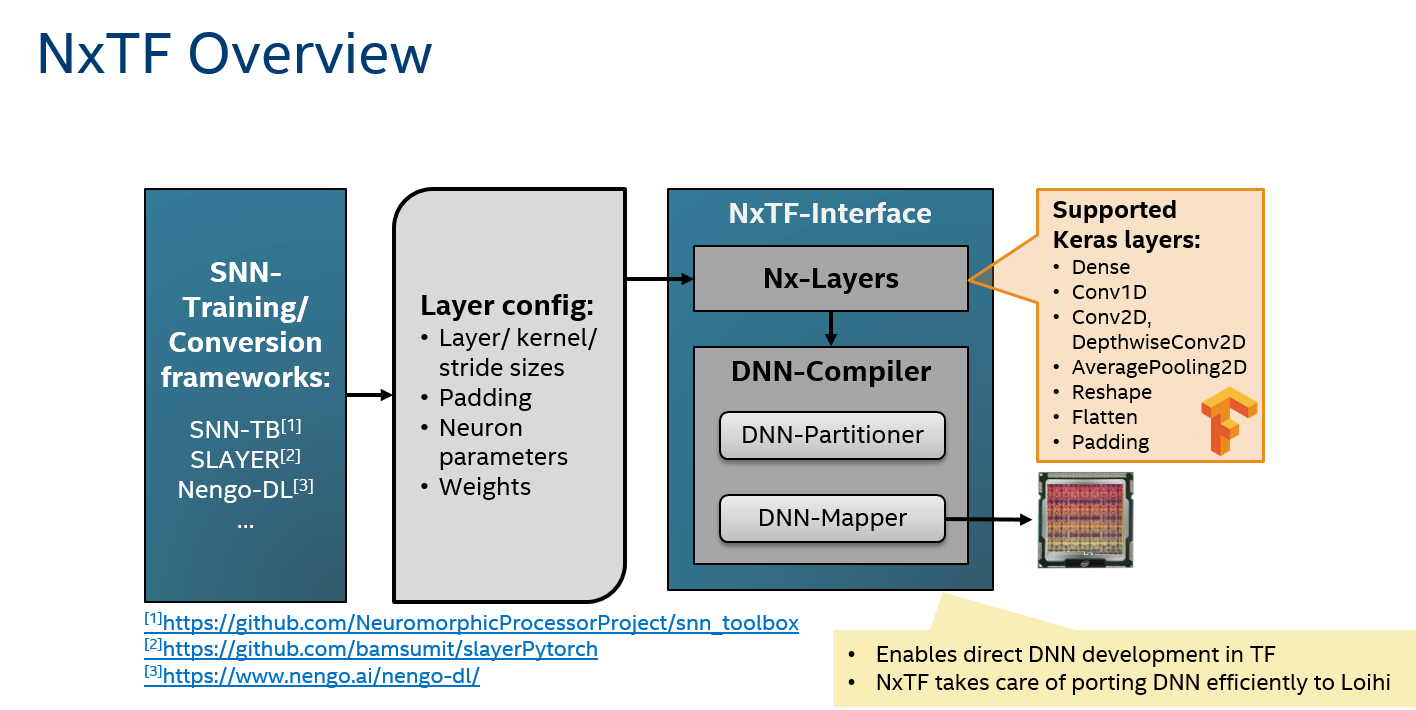 NxTF Overview
SNN-
Training/
Conversion
frameworks:
SNN-TB[1]
SLAYER[2]
Nengo-DL[3]
...
Layer config:
• Layer/ kernel/
stride sizes
• Padding
• Neuron
parameters
• Weights
NxTF-Interface
Nx-Layers
DNN-Compiler
DNN-Partitioner
DNN-Mapper
Supported
Keras layers:
• Dense
• Conv1D
• Conv2D,
DepthwiseConv2D
• AveragePooling2D
• Reshape
• Flatten
• Padding
[1]https://github.com/NeuromorphicProcessorProject/snn_toolbox
[2]https://github.com/bamsumit/slayerPytorch
[3]https://www.nengo.ai/nengo-dl/
• Enables direct DNN development in TF
• NxTF takes care of porting DNN efficiently to Loihi